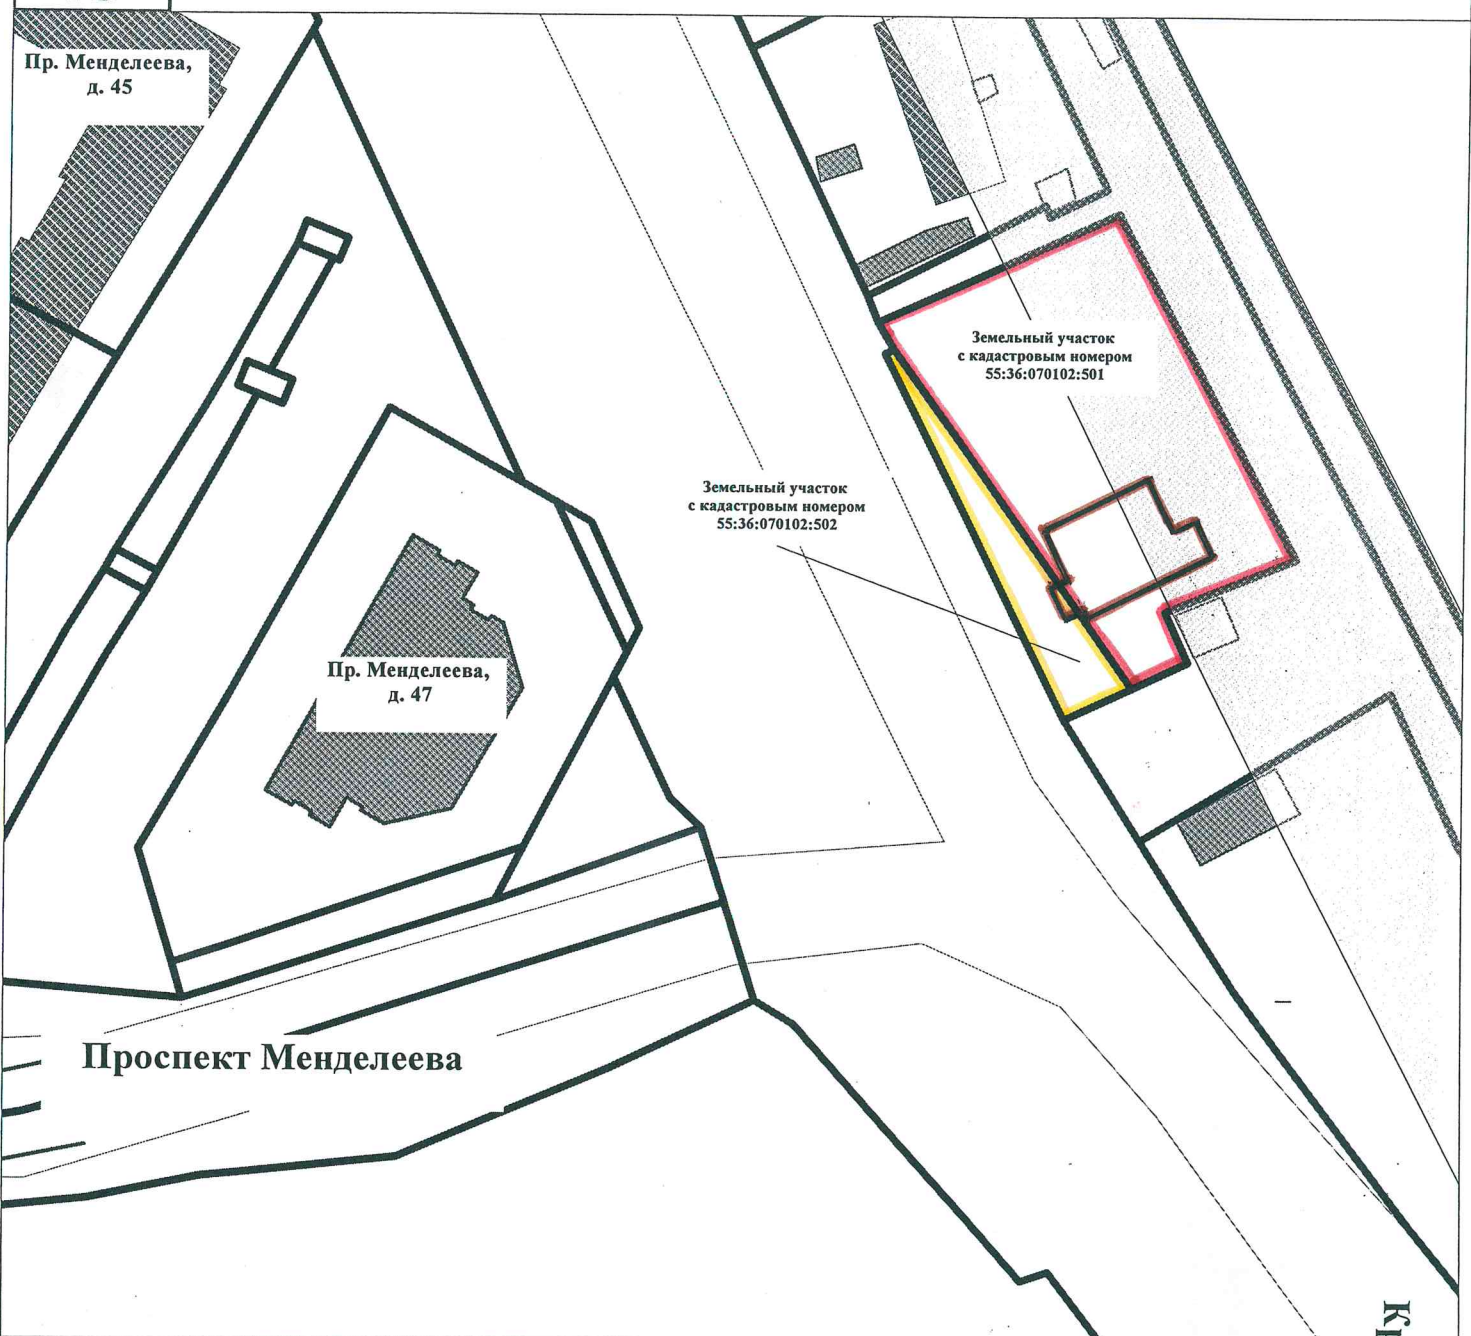 Пр. Менделеева,
д. 45
Земельный участок
с кадастровым номером
55:36:070102:501
Земельный участок
с кадастровым номером
55:36:070102:502
Пр. Менделеева,
д. 47
Проспект Менделеева